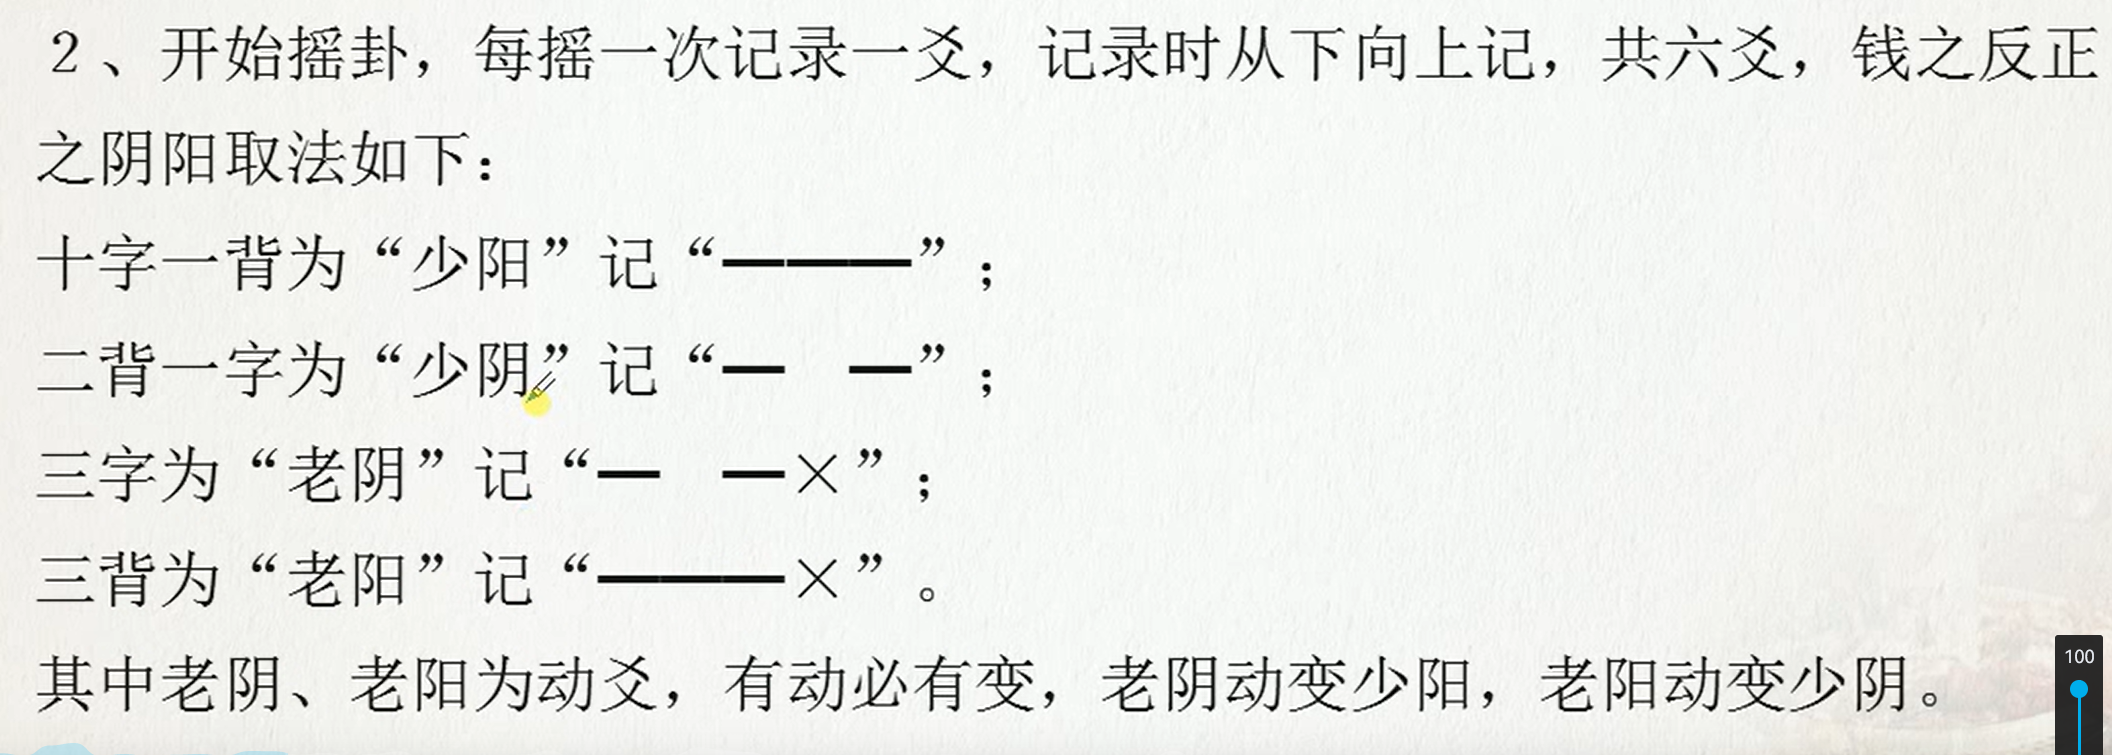 2、开始摇卦，每摇一次记录一爻，记录时从下向上记，共六爻，钱之反正
之阴阳取法如下：
十字一背为“少阳”记“━━━”；
二背一字为“少阴”记“━　━”；
三字为“老阴”记“━　━×”；
三背为“老阳”记“━━━×”。
其中老阴、老阳为动爻，有动必有变，老阴动变少阳，老阳动变少阴。
100